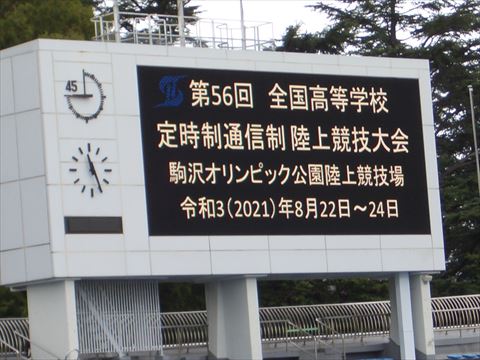 45
第56回 全国高等学校
定時制通信制 陸上競技大会
駒沢オリンピック公園陸上競技場
令和3(2021)年8月22日～24日